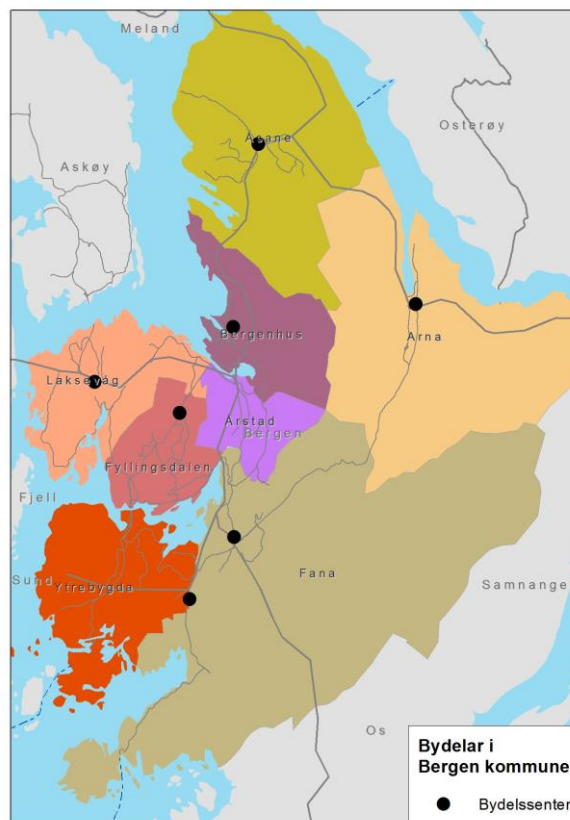 Meland
Åsane
Osterøy
Askøy
Bergenhus
Arna
Laksevåg
Årstad
Bergen
Fyllingsdalen
Fjell
Fana
Sund
Ytrebygda
Samnange
Os
Bydelar i
Bergen kommune
Bydelssenter